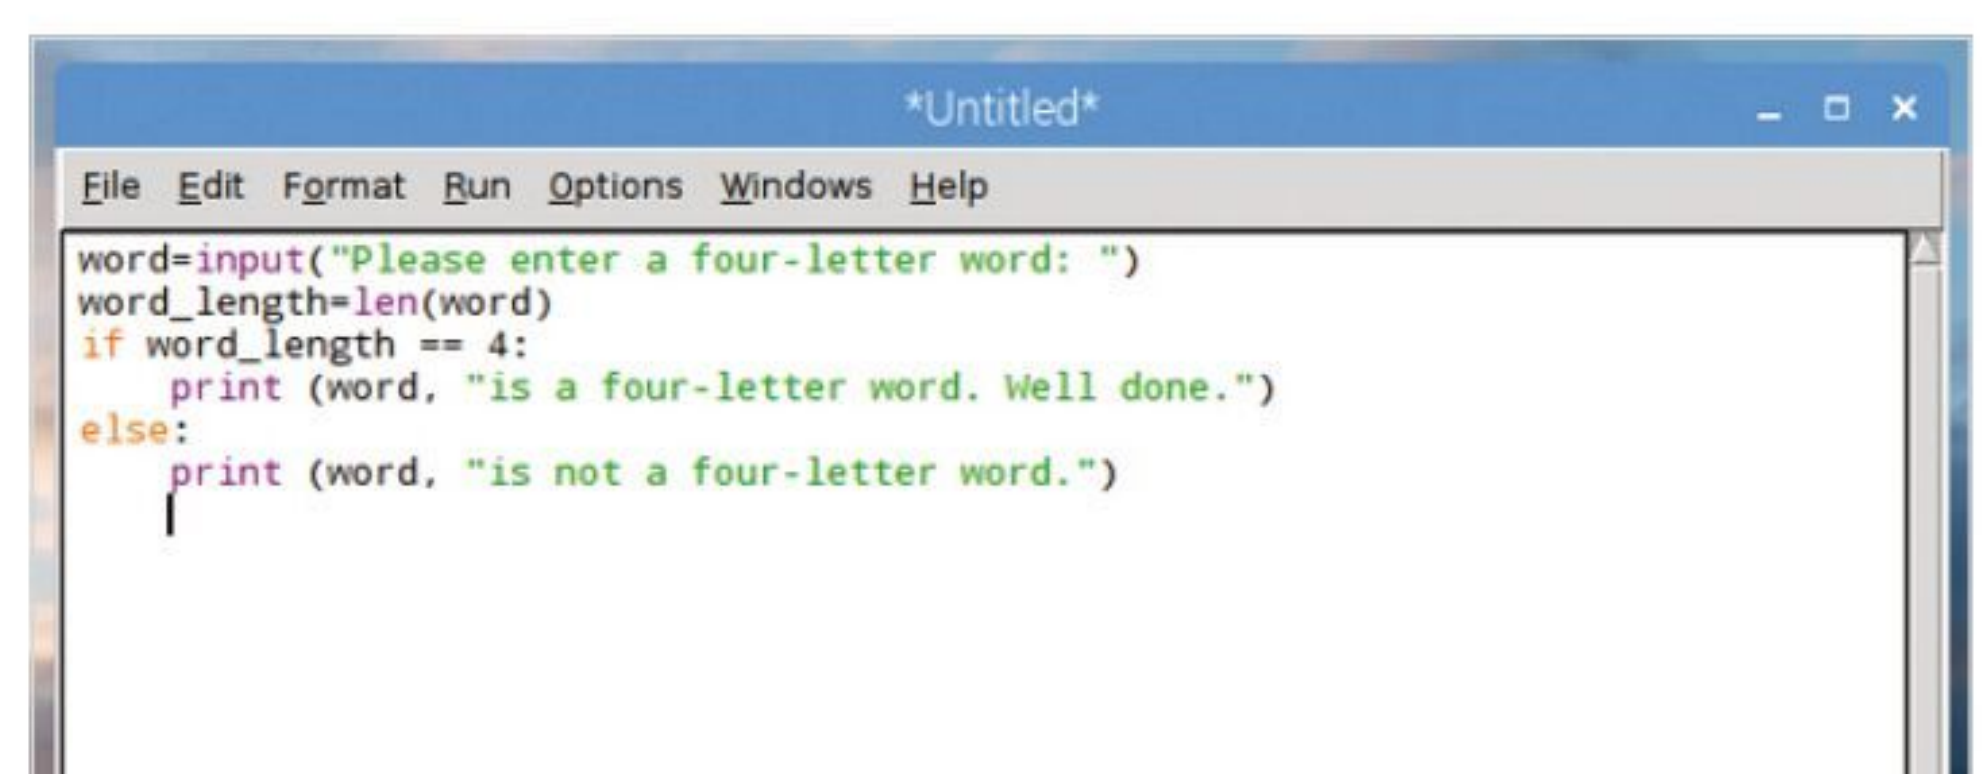 *Untitled*
File Edit Format Run Options Windows Help
word=input("Please enter a four-letter word: ")
word_length=len(word)
if word_length == 4:
    print (word, "is a four-letter word. Well done.")
else:
    print (word, "is not a four-letter word.")